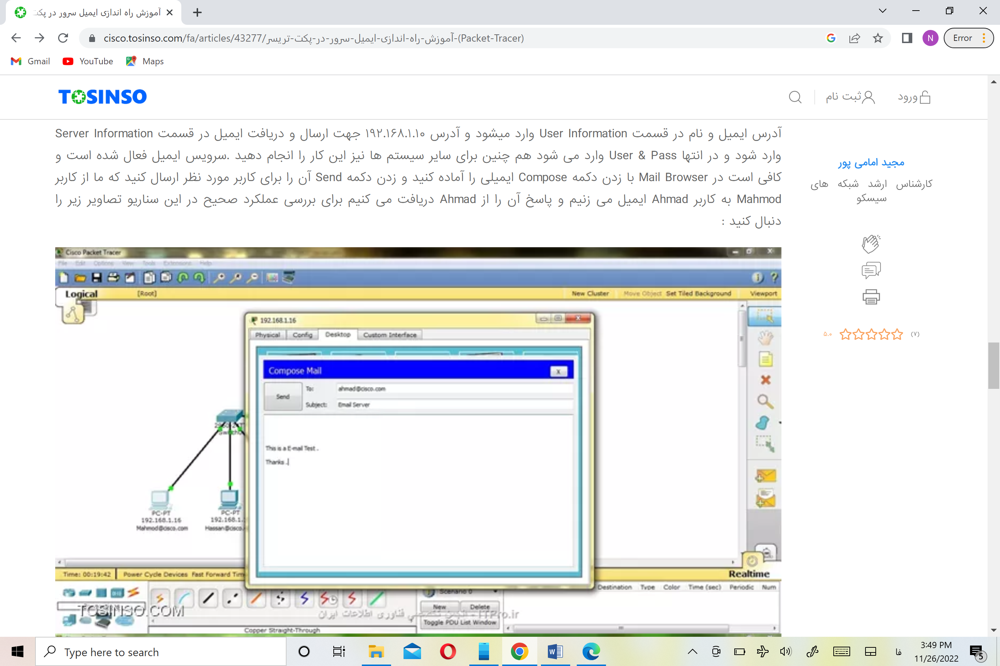 آموزش راه اندازی ایمیل سرور در پکت
cisco.tosinso.com/fa/articles/43277/آموزش-راه-اندازی-ایمیل-سرور-در-پکت-تریسر-(Packet-Tracer)
N
Error
Gmail
YouTube
Maps
TOSINSO
ورود
ثبت نام
آدرس ایمیل و نام در قسمت User Information وارد میشود و آدرس ۱۹۲.۱۶۸.۱.۱۰ جهت ارسال و دریافت ایمیل در قسمت Server Information
وارد شود و در انتها User & Pass وارد می شود هم چنین برای سایر سیستم ها نیز این کار را انجام دهید .سرویس ایمیل فعال شده است و
کافی است در Mail Browser با زدن دکمه Compose ایمیلی را آماده کنید و زدن دکمه Send آن را برای کاربر مورد نظر ارسال کنید که ما از کاربر
Mahmod به کاربر Ahmad ایمیل می زنیم و پاسخ آن را از Ahmad دریافت می کنیم برای بررسی عملکرد صحیح در این سناریو تصاویر زیر را
دنبال کنید :
مجید امامی پور
کارشناس ارشد شبکه های
سیسکو
۵.۰
(۷)
Cisco Packet Tracer
File Edit Options View Tools Extensions Help
Logical
[Root]
New Cluster
Move Object
Set Tiled Background
Viewport
192.168.1.16
Physical
Config
Desktop
Custom Interface
Compose Mail
X
Send
To:
ahmad@cisco.com
Subject:
Email Server
This is a E-mail Test .
Thanks .
PC-PT
192.168.1.16
Mahmod@cisco.com
PC-PT
192.168.1.
Hassan@cisco.
Time: 00:19:42
Power Cycle Devices
Fast Forward Tim
Realtime
Scenario 0
New
Delete
Toggle PDU List Window
Destination
Type
Color
Time (sec)
Periodic
Num
TOSINSO.COM
انجمن تخصصی فناوری اطلاعات ایران - ITPro.ir
Copper Straight-Through
Type here to search
فا
3:49 PM
11/26/2022
5